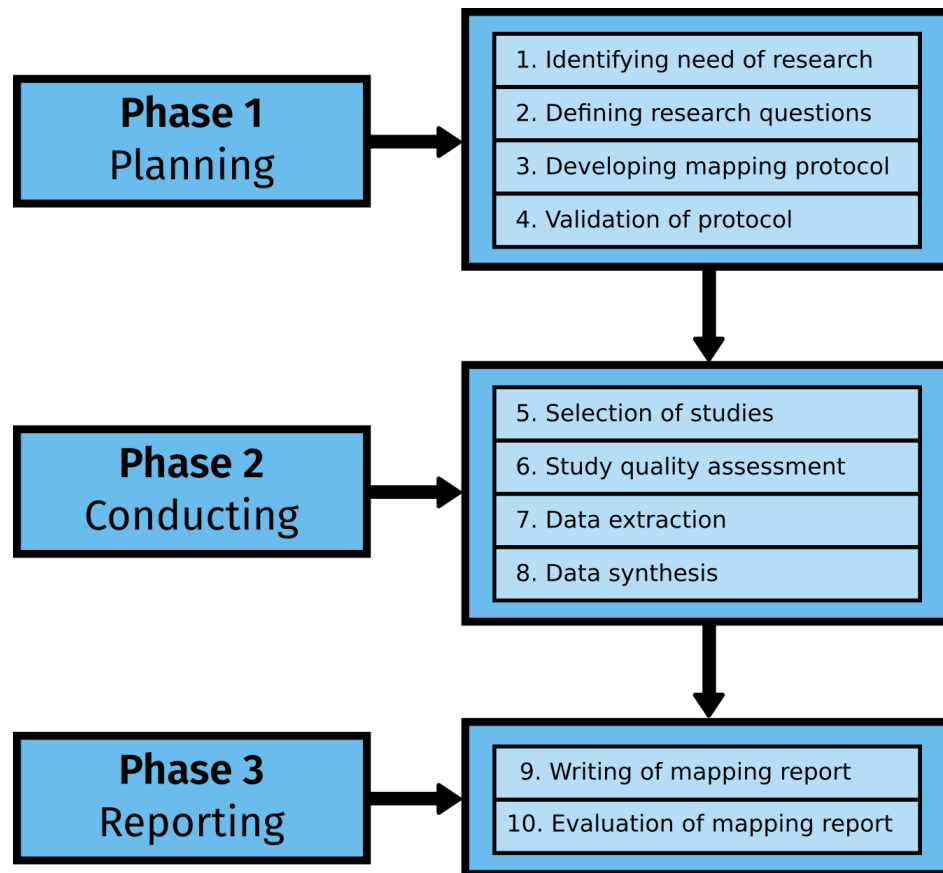 Phase 1
Planning
1. Identifying need of research
2. Defining research questions
3. Developing mapping protocol
4. Validation of protocol
Phase 2
Conducting
5. Selection of studies
6. Study quality assessment
7. Data extraction
8. Data synthesis
Phase 3
Reporting
9. Writing of mapping report
10. Evaluation of mapping report